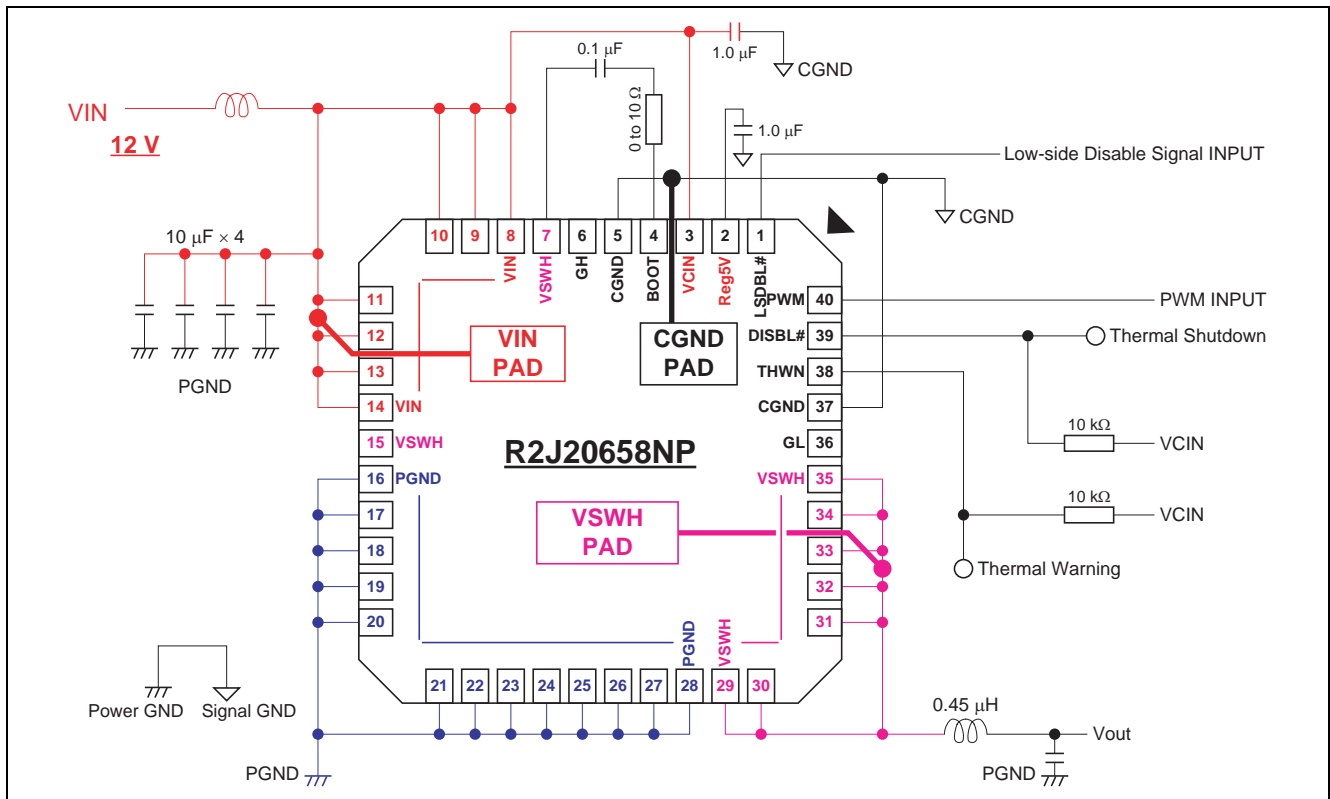 0.1 μF
1.0 μF
CGND
VIN
12 V
0 to 10 Ω
1.0 μF
Low-side Disable Signal INPUT
CGND
10 μF × 4
10 9 8 7 6 5 4 3 2 1
VIN VSWH GH CGND BOOT VCIN Reg5V LSDBL#
PGND
11
12
13
14 VIN
15 VSWH
16 PGND
17
18
19
20
VIN
PAD
CGND
PAD
R2J20658NP
VSWH
PAD
PWM 40 PWM INPUT
DISBL# 39 Thermal Shutdown
THWN 38
CGND 37
10 kΩ
VCIN
GL 36
VSWH 35
34
10 kΩ
VCIN
33
32
Thermal Warning
31
PGND VSWH
21 22 23 24 25 26 27 28 29 30
Power GND Signal GND
0.45 μH
Vout
PGND
PGND